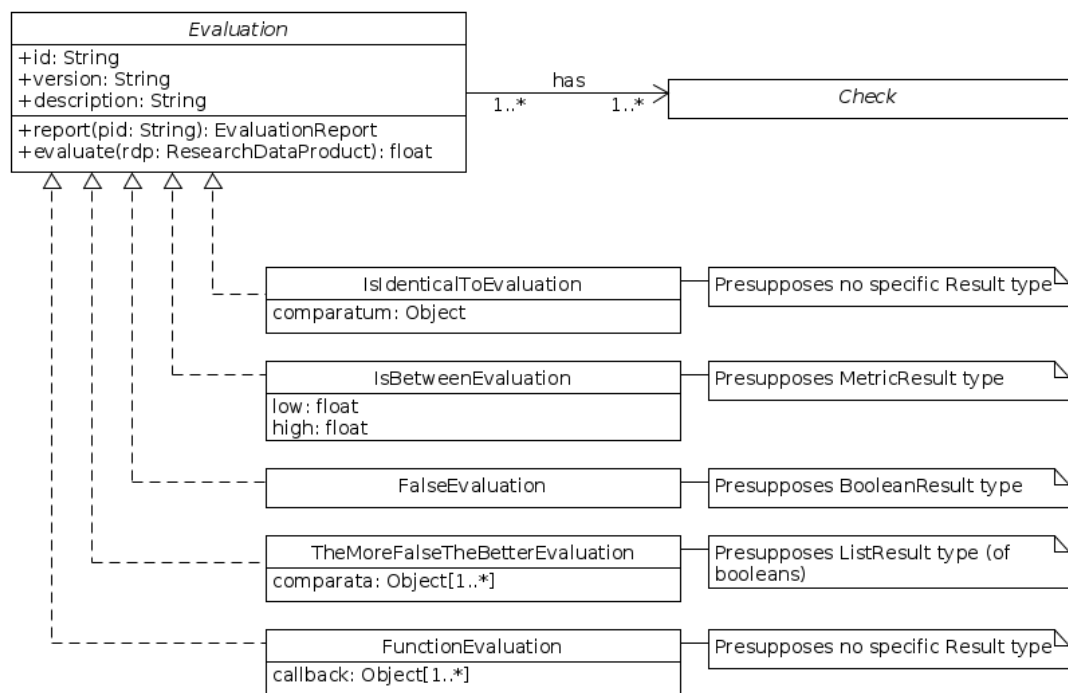 Evaluation
+id: String
+version: String
+description: String
+report(pid: String): EvaluationReport
+evaluate(rdp: ResearchDataProduct): float
has
1..*
1..*
Check
IsIdenticalToEvaluation
comparatum: Object
Presupposes no specific Result type
IsBetweenEvaluation
low: float
high: float
Presupposes MetricResult type
FalseEvaluation
Presupposes BooleanResult type
TheMoreFalseTheBetterEvaluation
comparata: Object[1..*]
Presupposes ListResult type (of
booleans)
FunctionEvaluation
callback: Object[1..*]
Presupposes no specific Result type